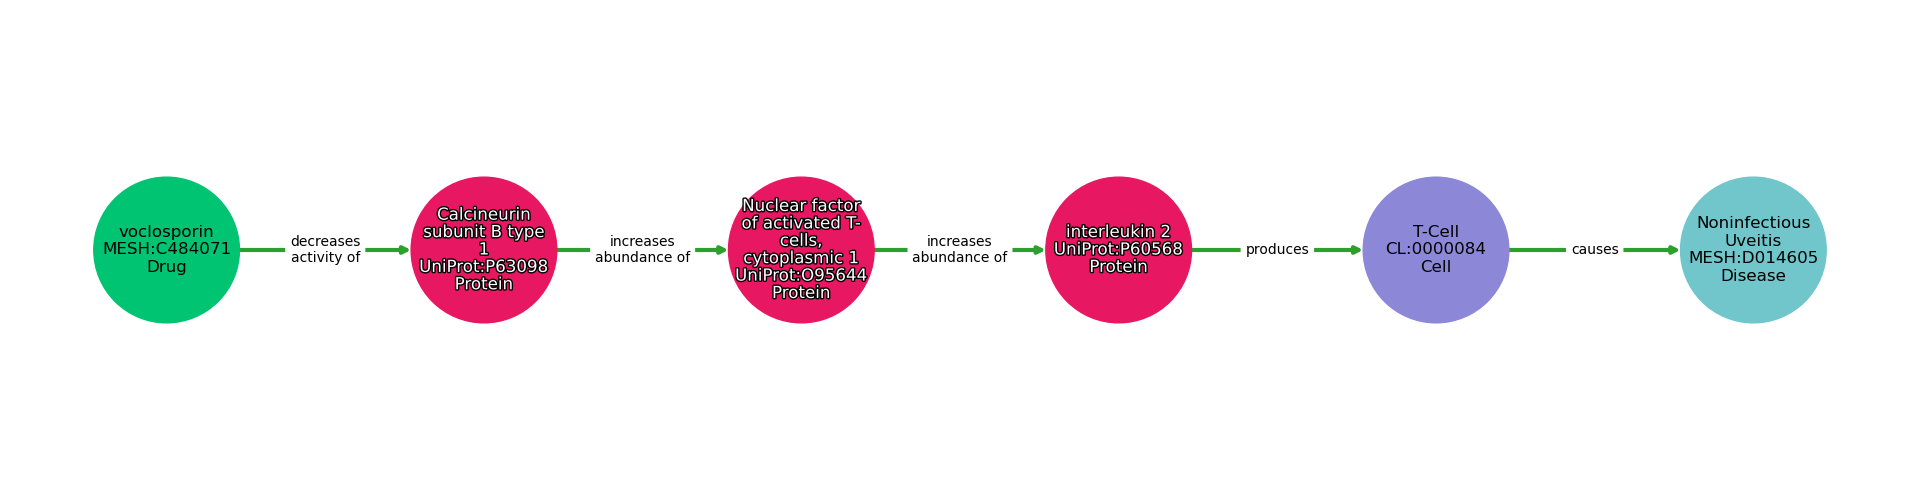 voclosporin
MESH:C484071
Drug
decreases
activity of
Calcineurin
subunit B type
1
UniProt:P63098
Protein
increases
abundance of
Nuclear factor
of activated T-
cells,
cytoplasmic 1
UniProt:O95644
Protein
increases
abundance of
interleukin 2
UniProt:P60568
Protein
produces
T-Cell
CL:0000084
Cell
causes
Noninfectious
Uveitis
MESH:D014605
Disease